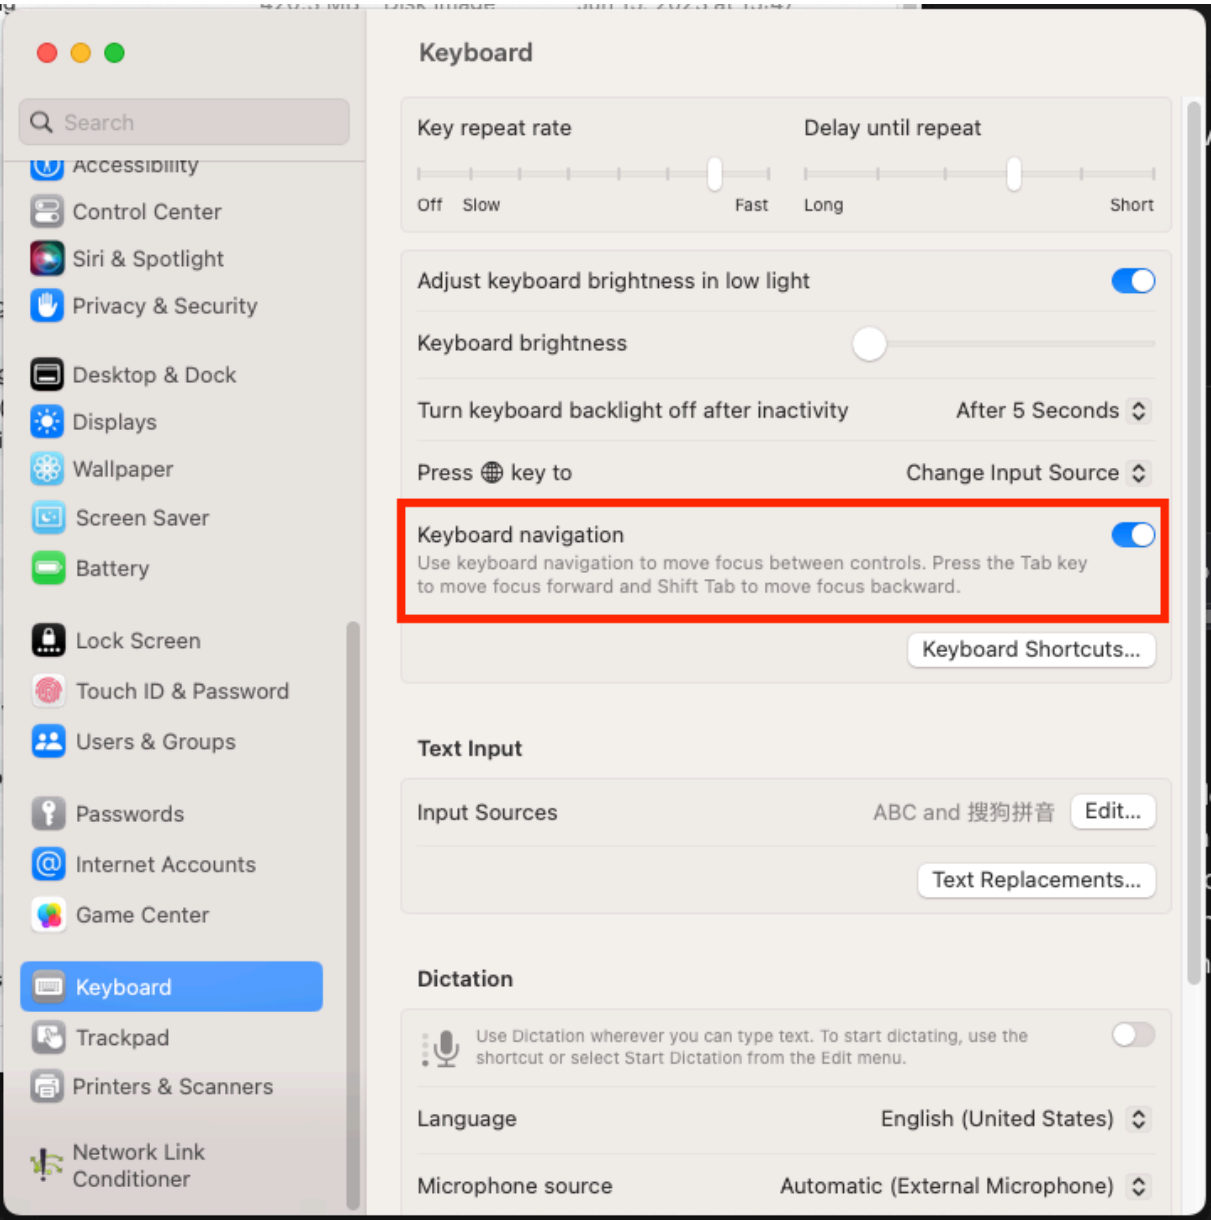 Keyboard
Search
Accessibility
Control Center
Siri & Spotlight
Privacy & Security
Desktop & Dock
Displays
Wallpaper
Screen Saver
Battery
Lock Screen
Touch ID & Password
Users & Groups
Passwords
Internet Accounts
Game Center
Keyboard
Trackpad
Printers & Scanners
Network Link
Conditioner
Key repeat rate
Delay until repeat
Off Slow Fast
Long Short
Adjust keyboard brightness in low light
Keyboard brightness
Turn keyboard backlight off after inactivity After 5 Seconds
Press key to Change Input Source
Keyboard navigation
Use keyboard navigation to move focus between controls. Press the Tab key
to move focus forward and Shift Tab to move focus backward.
Keyboard Shortcuts...
Text Input
Input Sources ABC and 搜狗拼音 Edit...
Text Replacements...
Dictation
Use Dictation wherever you can type text. To start dictating, use the
shortcut or select Start Dictation from the Edit menu.
Language English (United States)
Microphone source Automatic (External Microphone)